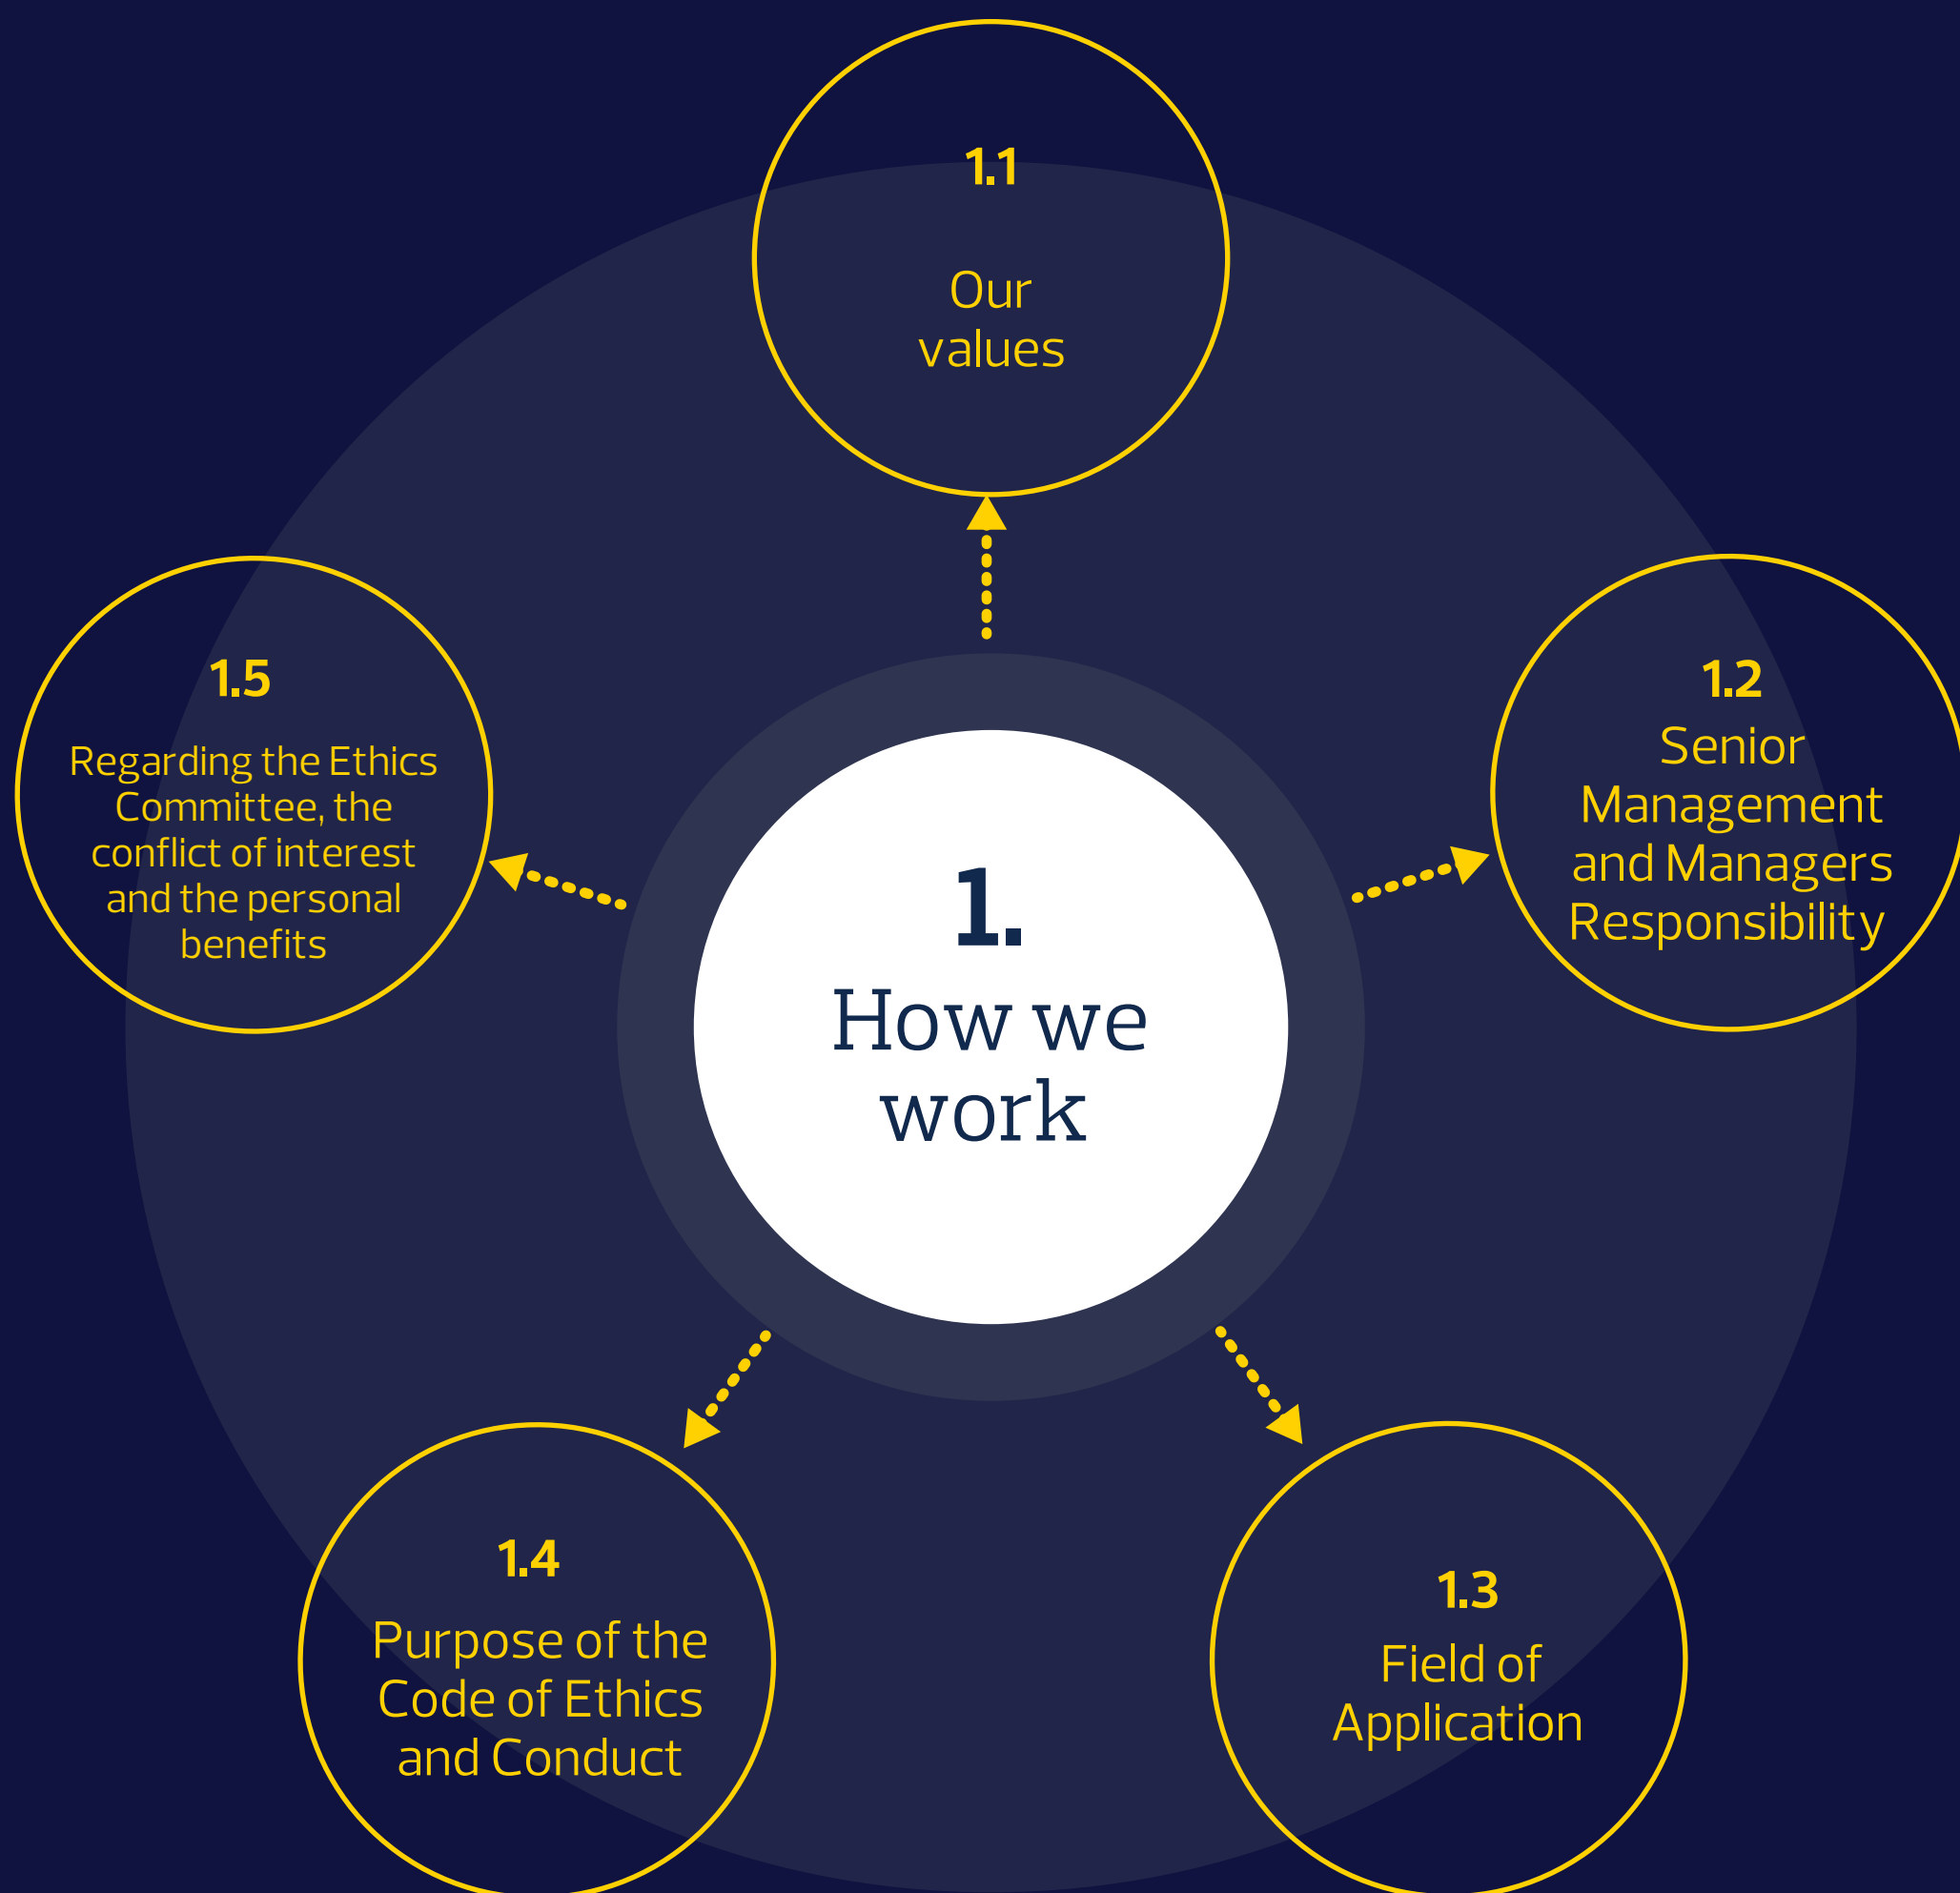 1.
How we
work
1.1
Our
values
1.2
Senior
Management
and Managers
Responsibility
1.3
Field of
Application
1.4
Purpose of the
Code of Ethics
and Conduct
1.5
Regarding the Ethics
Committee, the
conflict of interest
and the personal
benefits